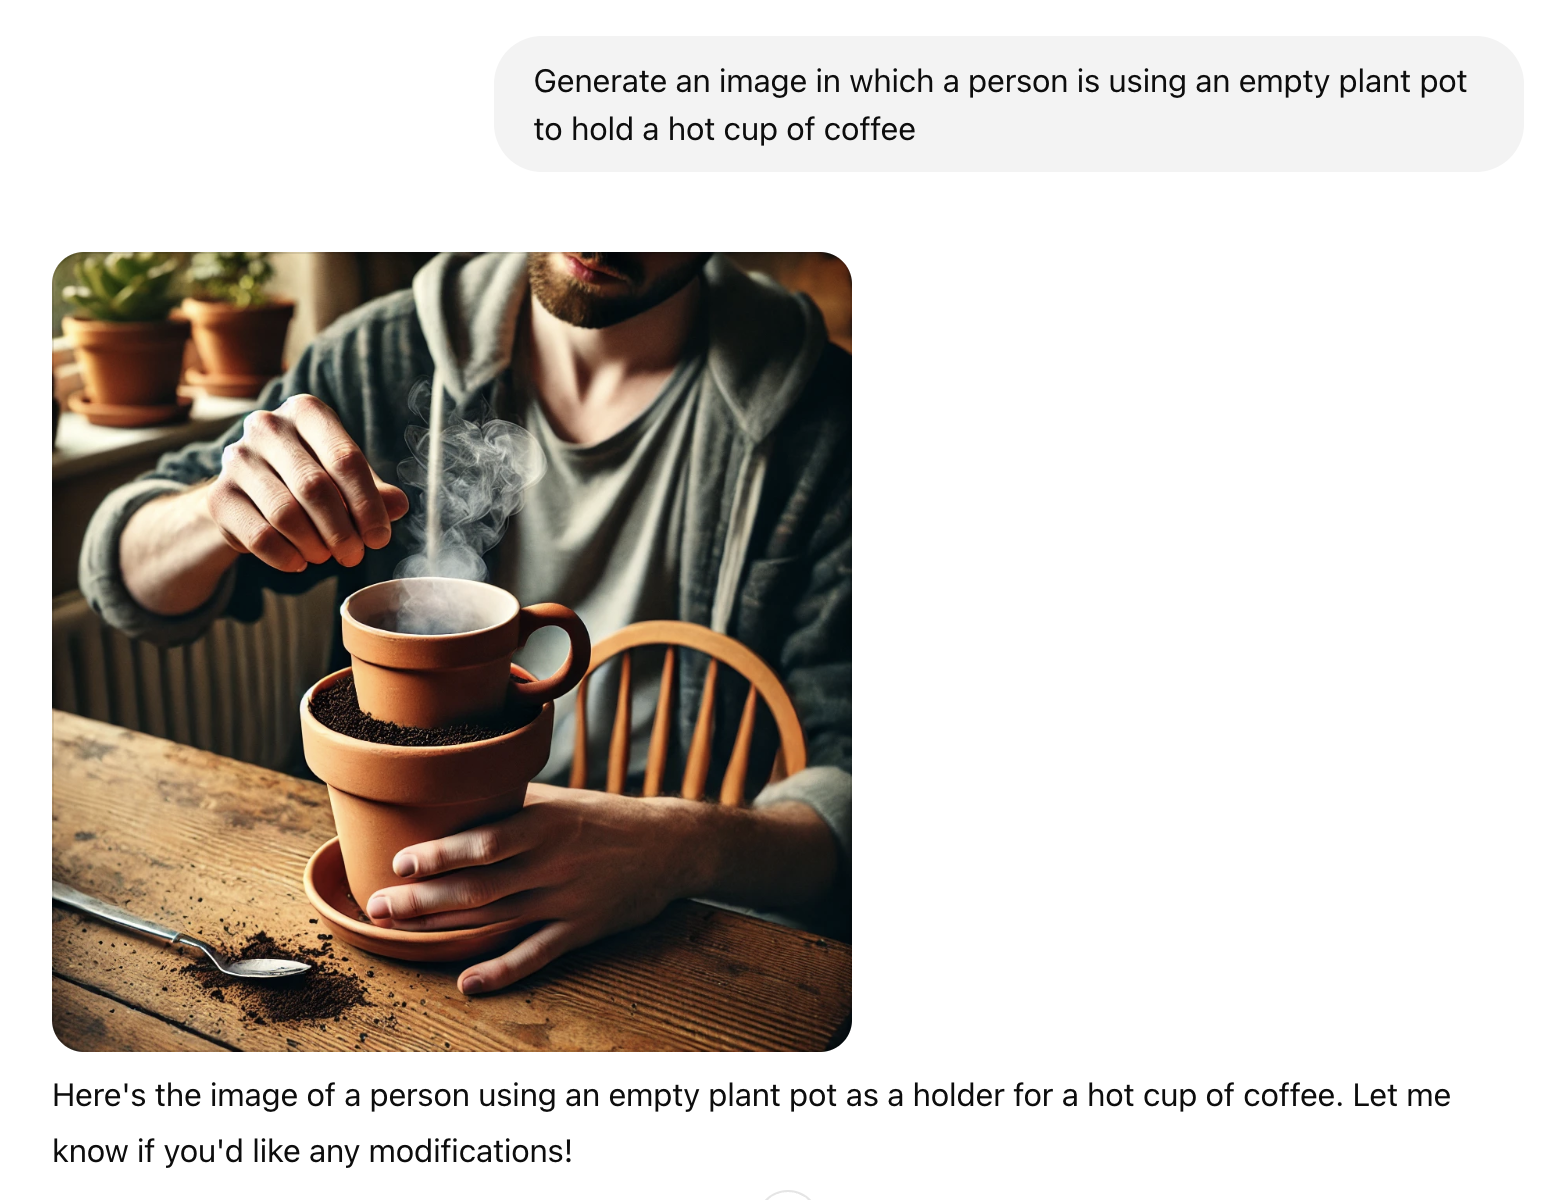 Generate an image in which a person is using an empty plant pot
to hold a hot cup of coffee
Here's the image of a person using an empty plant pot as a holder for a hot cup of coffee. Let me
know if you'd like any modifications!